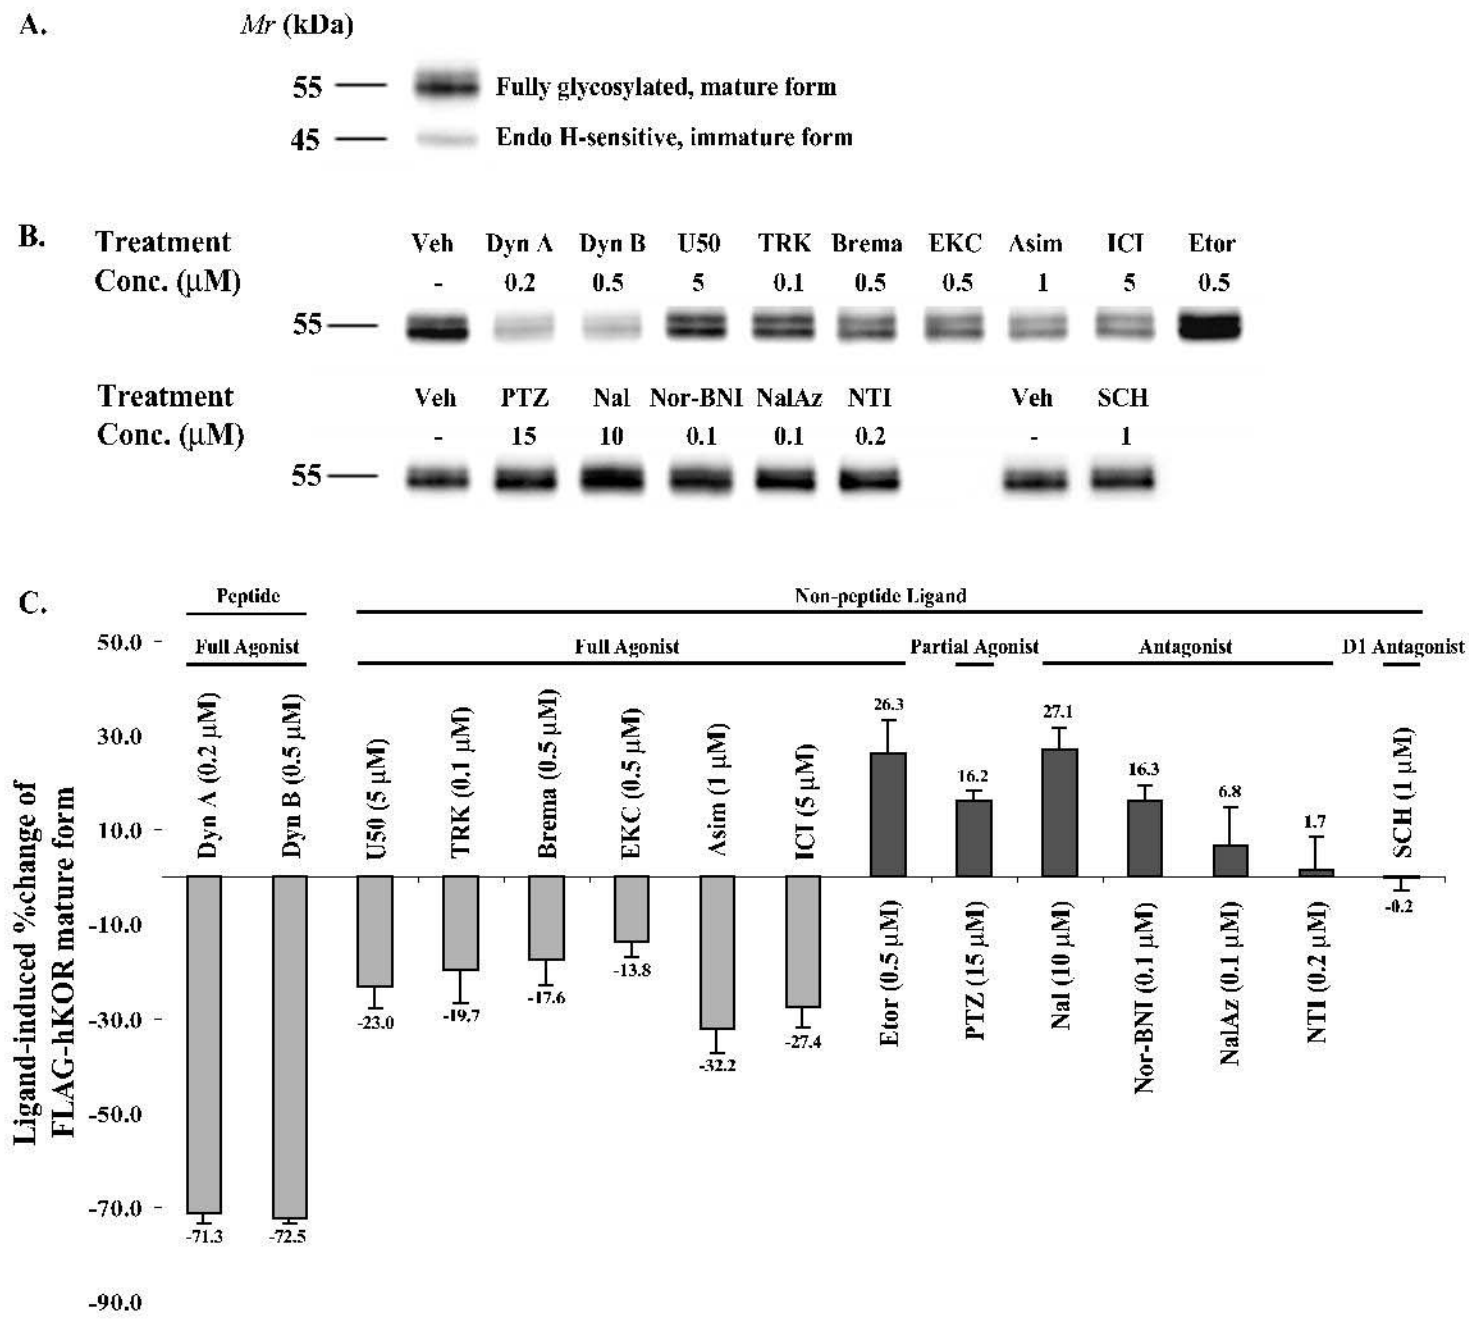 A.
Mr (kDa)
55
Fully glycosylated, mature form
45
Endo H-sensitive, immature form
B.
Treatment Veh Dyn A Dyn B U50 TRK Brema EKC Asim ICI Etor
Conc. (μM) - 0.2 0.5 5 0.1 0.5 0.5 1 5 0.5
55
Treatment Veh PTZ Nal Nor-BNI NalAz NTI Veh SCH
Conc. (μM) - 15 10 0.1 0.1 0.2 - 1
55
C.
Peptide
Non-peptide Ligand
Full Agonist
Full Agonist
Partial Agonist
Antagonist
D1 Antagonist
Ligand-induced %change of
FLAG-hKOR mature form
50.0
30.0
10.0
-10.0
-30.0
-50.0
-70.0
-90.0
Dyn A (0.2 μM)
-71.3
Dyn B (0.5 μM)
-72.5
U50 (5 μM)
-23.0
TRK (0.1 μM)
-19.7
Brema (0.5 μM)
-17.6
EKC (0.5 μM)
-13.8
Asim (1 μM)
-32.2
ICI (5 μM)
-27.4
26.3
Etor (0.5 μM)
16.2
PTZ (15 μM)
27.1
Nal (10 μM)
16.3
Nor-BNI (0.1 μM)
6.8
NalAz (0.1 μM)
1.7
NTI (0.2 μM)
SCH (1 μM)
-0.2